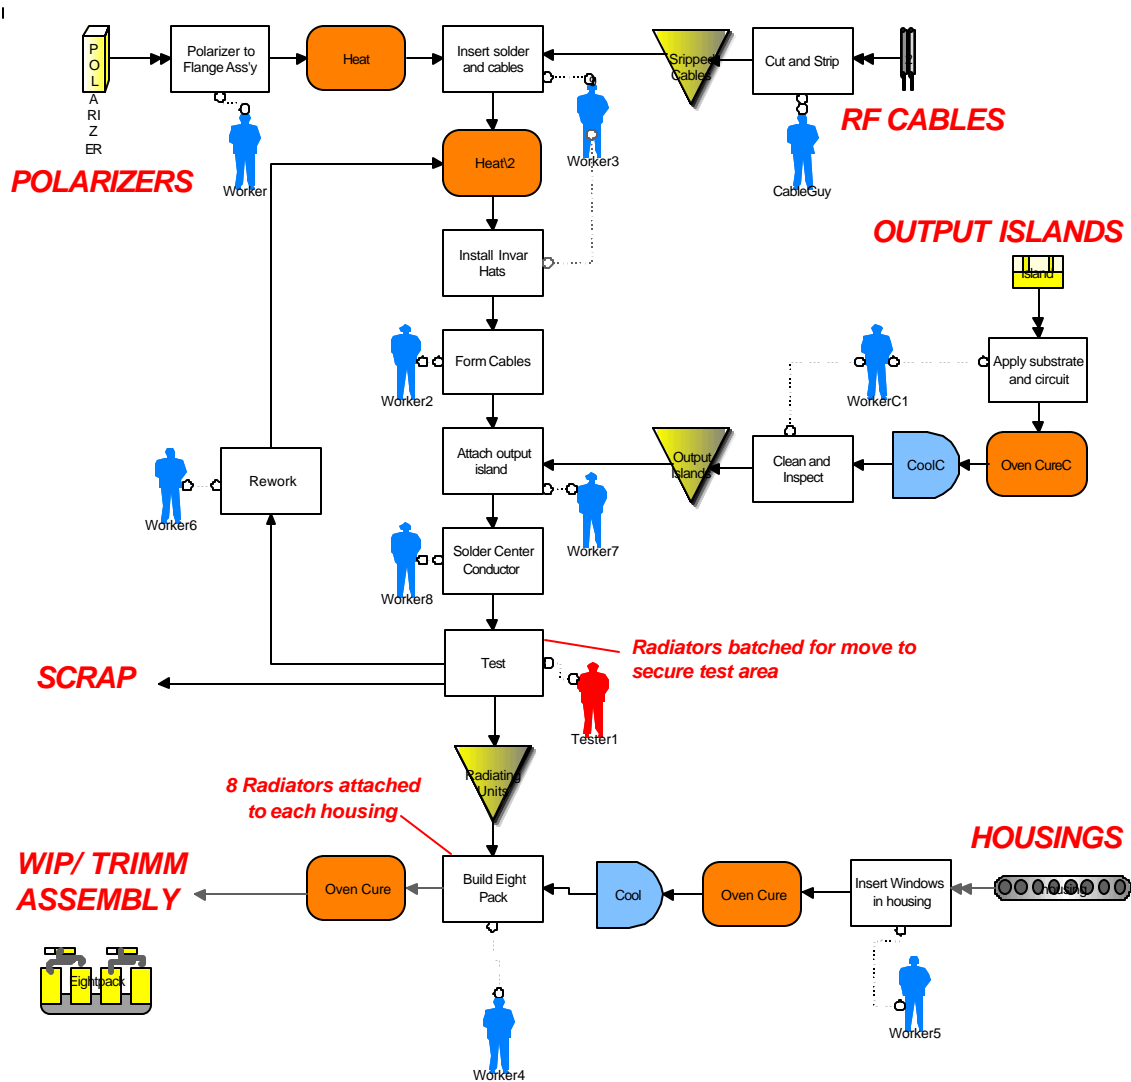 P
O
L
A
RI
Z
ER
Polarizer to
Flange Ass'y
Heat
Insert solder
and cables
Sripped
Cables
Cut and Strip
RF CABLES
POLARIZERS
Worker
Heat\2
Worker3
CableGuy
OUTPUT ISLANDS
Island
Install Invar
Hats
Form Cables
Worker2
WorkerC1
Apply substrate
and circuit
Attach output
island
Output
Islands
Clean and
Inspect
CoolC
Oven CureC
Rework
Worker6
Worker7
Solder Center
Conductor
Worker8
Test
Radiators batched for move to
secure test area
SCRAP
Tester1
Radiating
Units
8 Radiators attached
to each housing
HOUSINGS
WIP/ TRIMM
ASSEMBLY
Oven Cure
Build Eight
Pack
Cool
Oven Cure
Insert Windows
in housing
housing
Eightpack
Worker5
Worker4